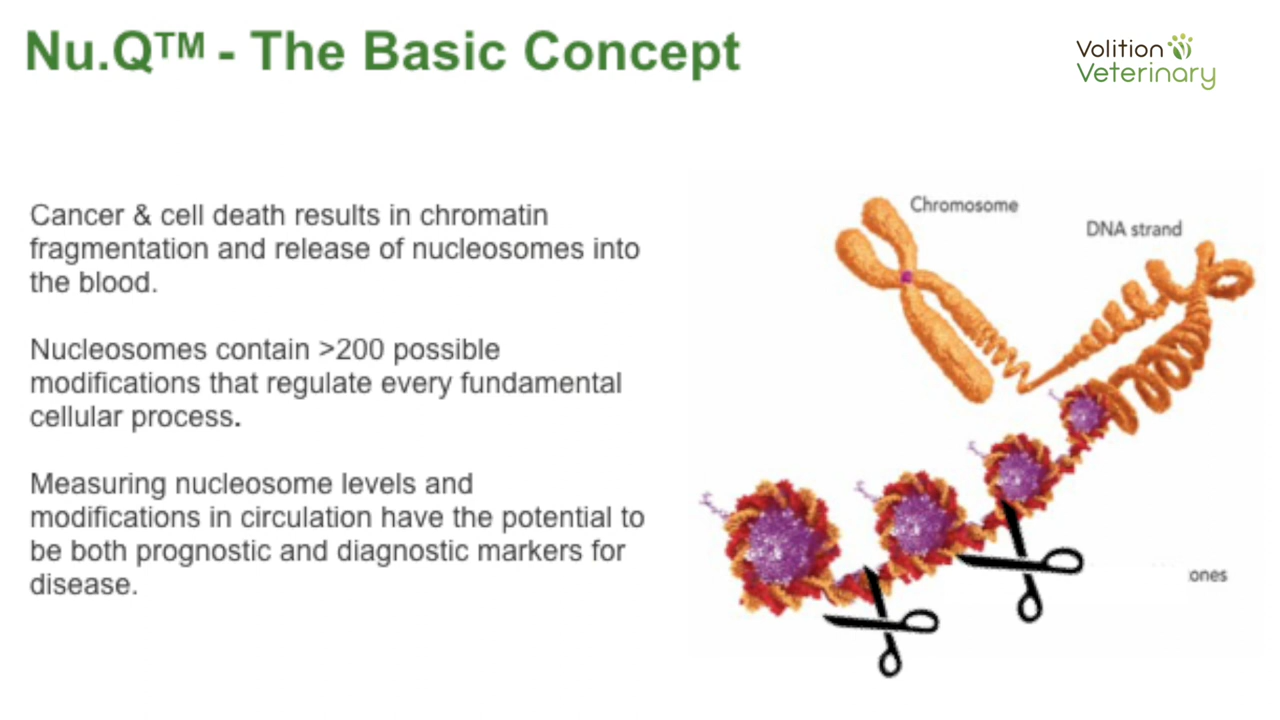 Nu.Q™ - The Basic Concept
Volition
Veterinary
Cancer & cell death results in chromatin
fragmentation and release of nucleosomes into
the blood.
Nucleosomes contain >200 possible
modifications that regulate every fundamental
cellular process.
Measuring nucleosome levels and
modifications in circulation have the potential to
be both prognostic and diagnostic markers for
disease.
Chromosome
DNA strand
ones